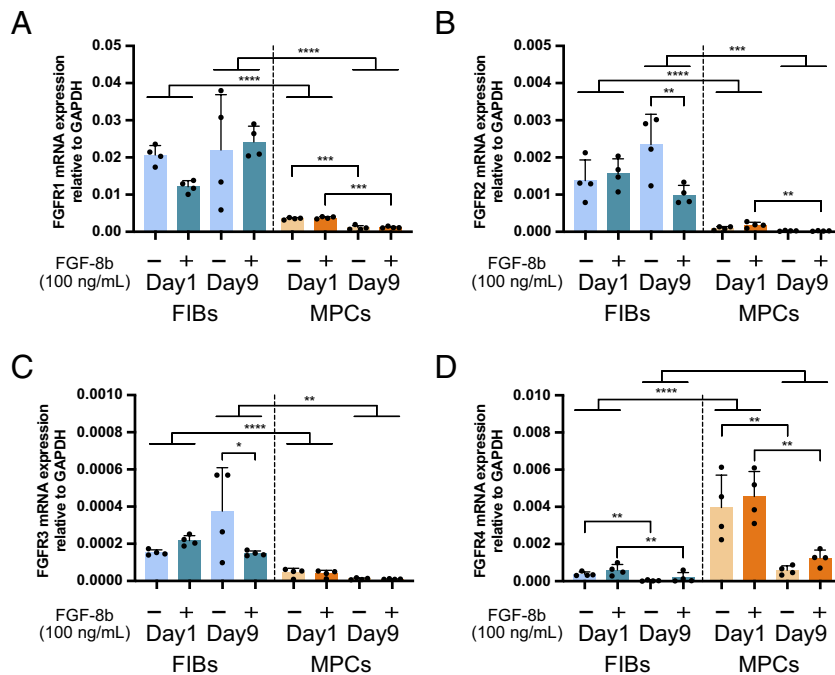 A
FGFR1 mRNA expression
relative to GAPDH
0.05
0.04
0.03
0.02
0.01
0.00
****
****
***
***
FGF-8b
(100 ng/mL)
− + − + − + − +
Day1 Day9 Day1 Day9
FIBs MPCs
B
FGFR2 mRNA expression
relative to GAPDH
0.005
0.004
0.003
0.002
0.001
0.000
***
****
**
**
FGF-8b
(100 ng/mL)
− + − + − + − +
Day1 Day9 Day1 Day9
FIBs MPCs
C
FGFR3 mRNA expression
relative to GAPDH
0.0010
0.0008
0.0006
0.0004
0.0002
0.0000
**
****
*
FGF-8b
(100 ng/mL)
− + − + − + − +
Day1 Day9 Day1 Day9
FIBs MPCs
D
FGFR4 mRNA expression
relative to GAPDH
0.010
0.008
0.006
0.004
0.002
0.000
****
**
**
**
**
FGF-8b
(100 ng/mL)
− + − + − + − +
Day1 Day9 Day1 Day9
FIBs MPCs